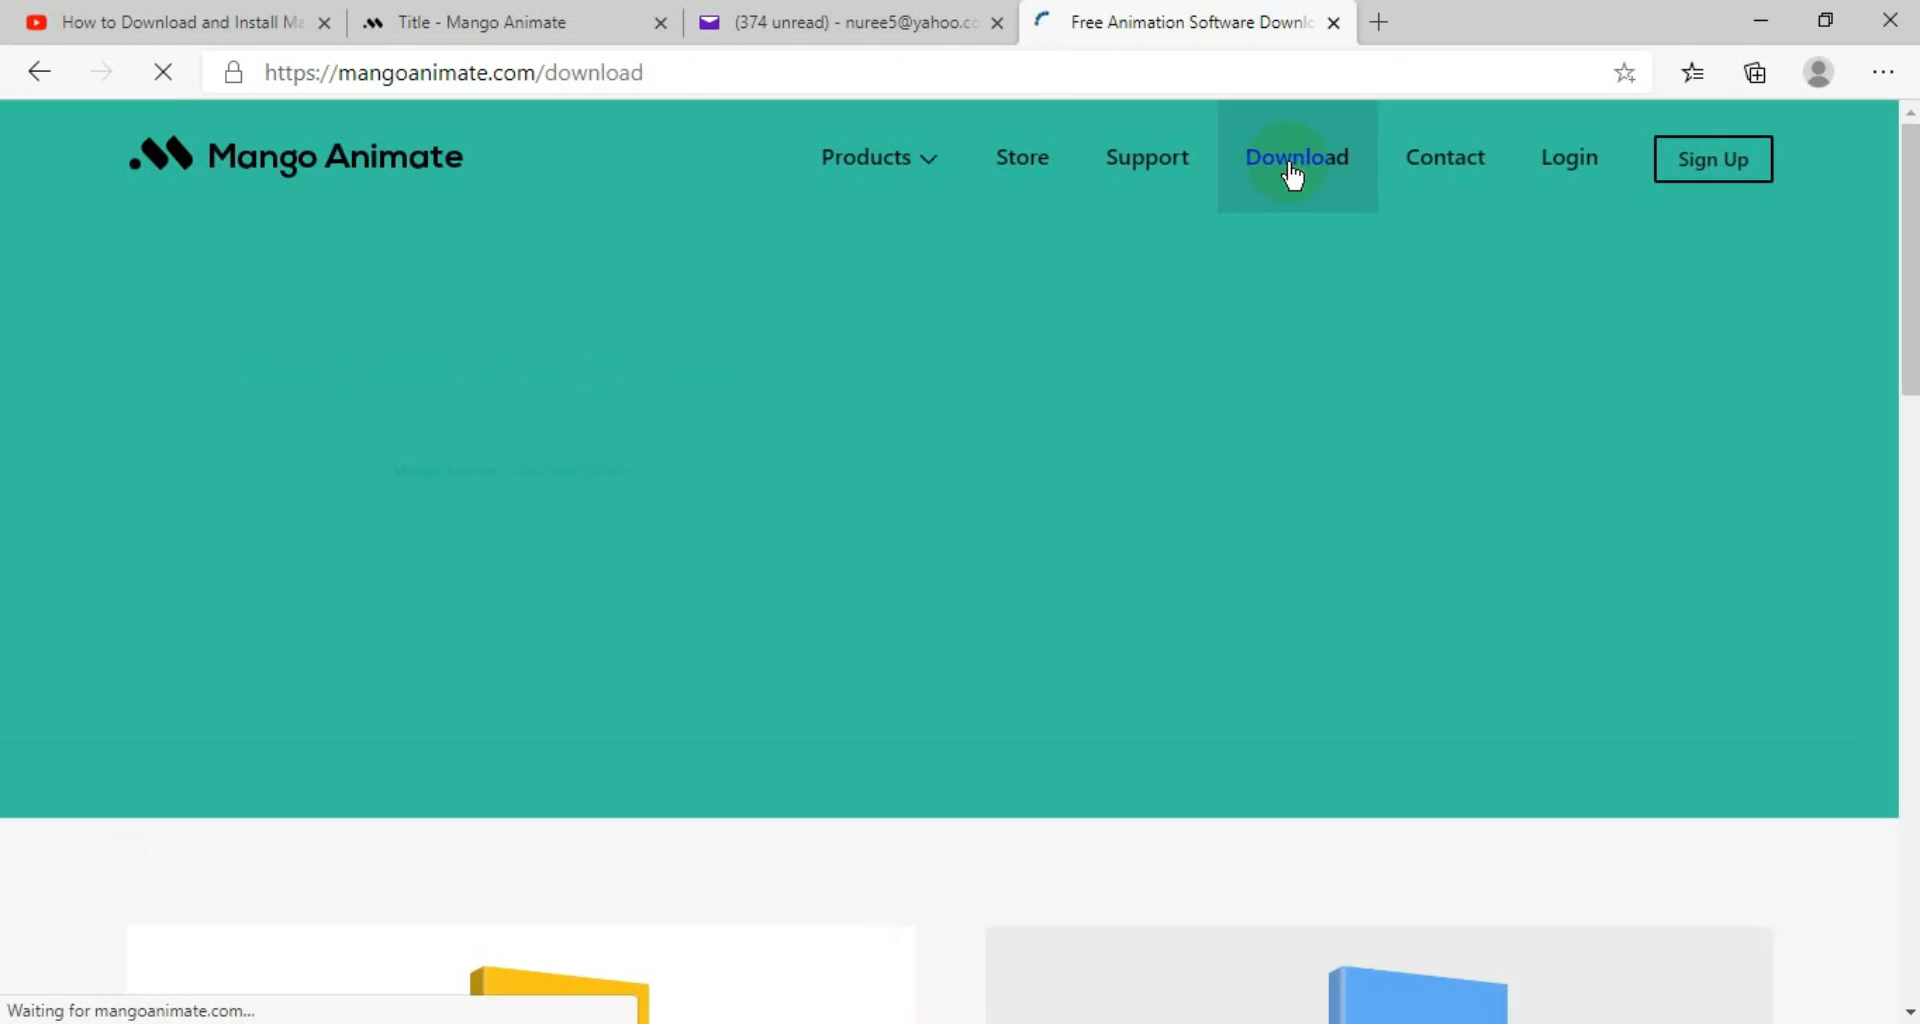 How to Download and Install Ma
Title - Mango Animate
(374 unread) - nuree5@yahoo.co
Free Animation Software Downlo
https://mangoanimate.com/download
Mango Animate
Products
Store
Support
Download
Contact
Login
Sign Up
Waiting for mangoanimate.com...